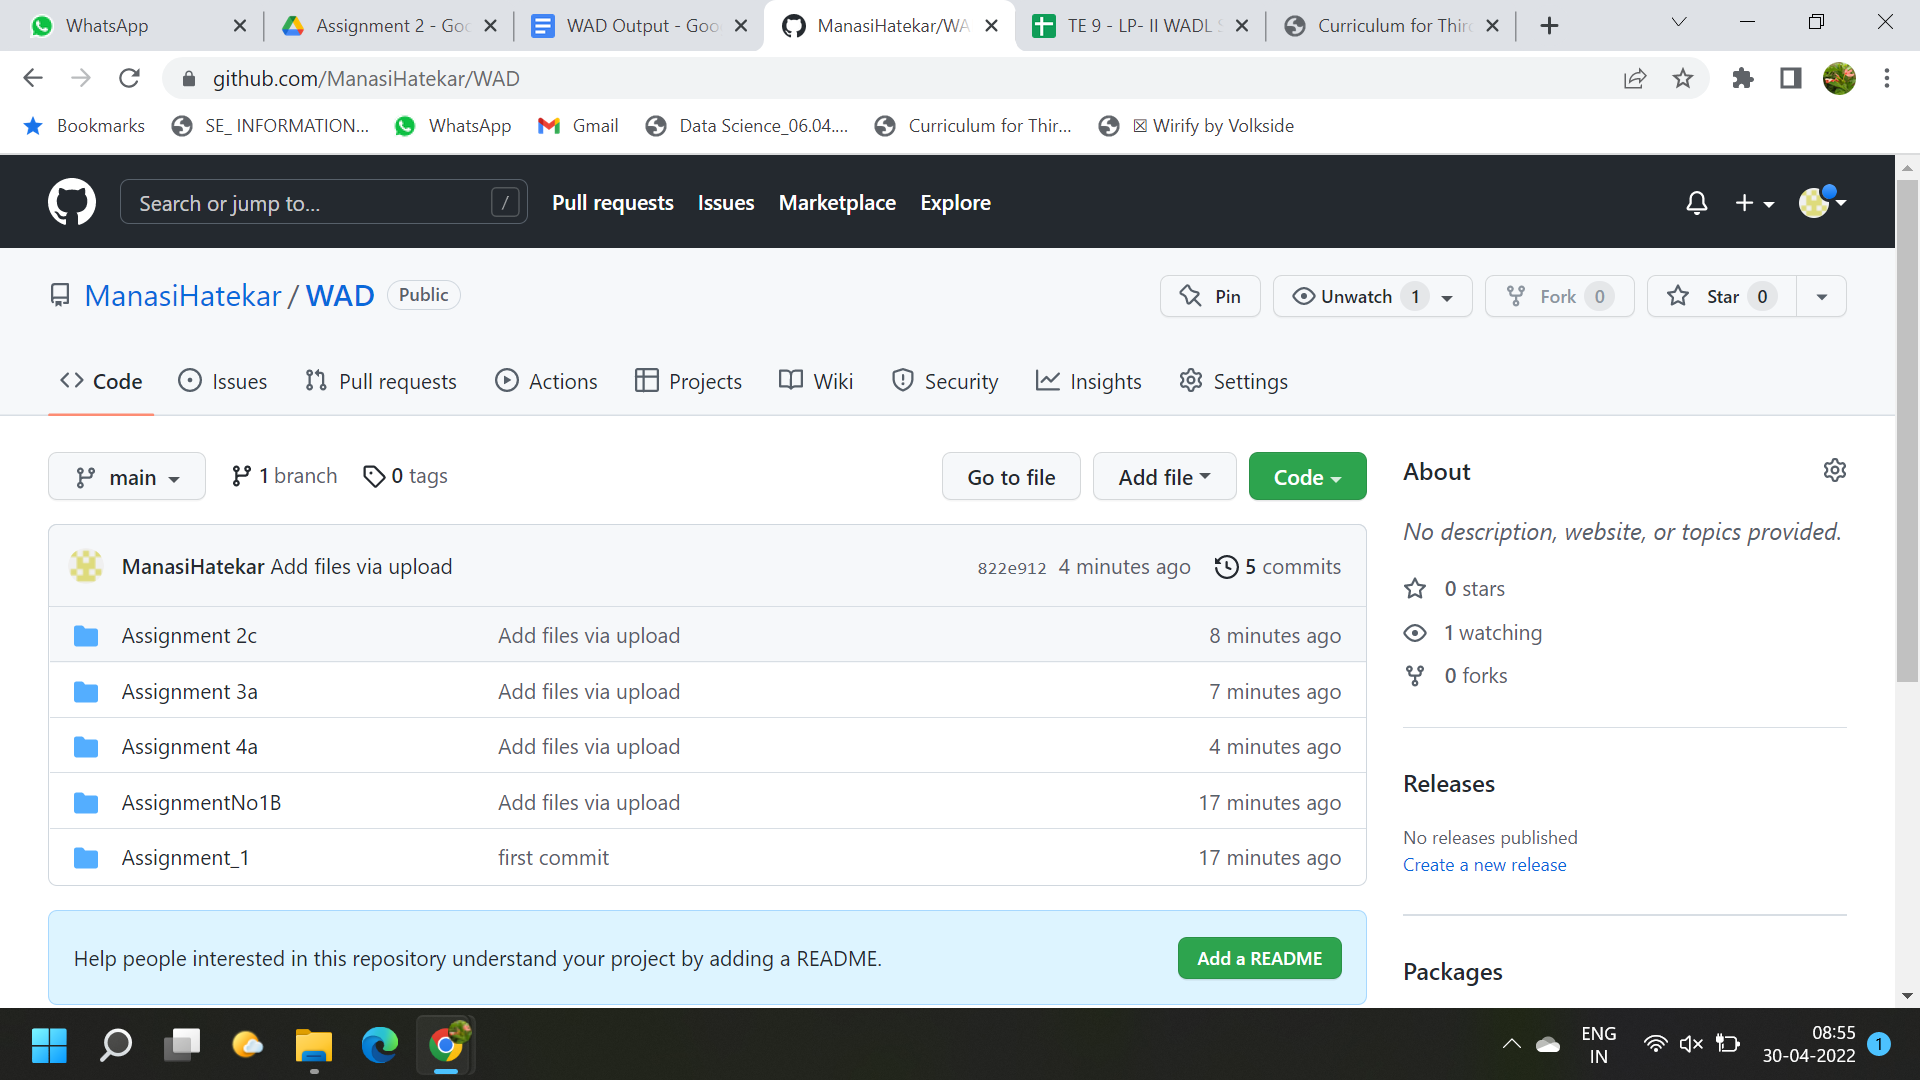 WhatsApp
Assignment 2 - Goo
WAD Output - Goo
ManasiHatekar/WA
TE 9 - LP- II WADL S
Curriculum for Third
github.com/ManasiHatekar/WAD
Bookmarks
SE_ INFORMATION...
WhatsApp
Gmail
Data Science_06.04....
Curriculum for Thir...
Wirify by Volkside
Search or jump to...
/
Pull requests
Issues
Marketplace
Explore
ManasiHatekar / WAD
Public
Pin
Unwatch 1
Fork 0
Star 0
Code
Issues
Pull requests
Actions
Projects
Wiki
Security
Insights
Settings
main
1 branch
0 tags
Go to file
Add file
Code
ManasiHatekar Add files via upload
822e912 4 minutes ago
5 commits
Assignment 2c
Add files via upload
8 minutes ago
Assignment 3a
Add files via upload
7 minutes ago
Assignment 4a
Add files via upload
4 minutes ago
AssignmentNo1B
Add files via upload
17 minutes ago
Assignment_1
first commit
17 minutes ago
Help people interested in this repository understand your project by adding a README.
Add a README
About
No description, website, or topics provided.
0 stars
1 watching
0 forks
Releases
No releases published
Create a new release
Packages
ENG
IN
08:55
30-04-2022
1